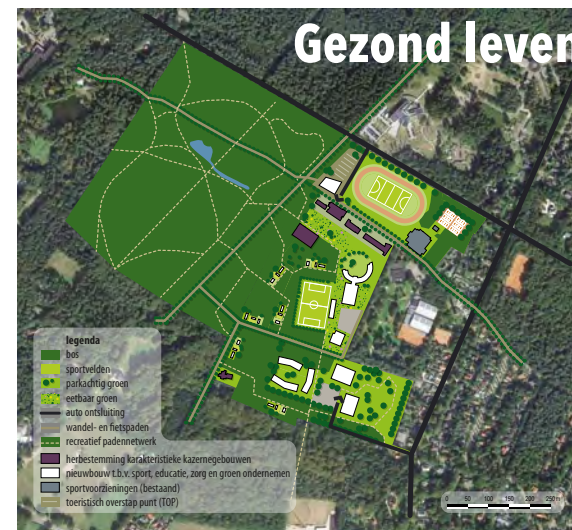 Gezond leven
legenda
bos
sportvelden
parkachtig groen
eetbaar groen
auto ontsluiting
wandel- en fietspaden
recreatief padennetwerk
herbestemming karakteristieke kazernegebouwen
nieuwbouw t.b.v. sport, educatie, zorg en groen ondernemen
sportvoorzieningen (bestaand)
toeristisch overstap punt (TOP)
0 50 100 150 200 250 m